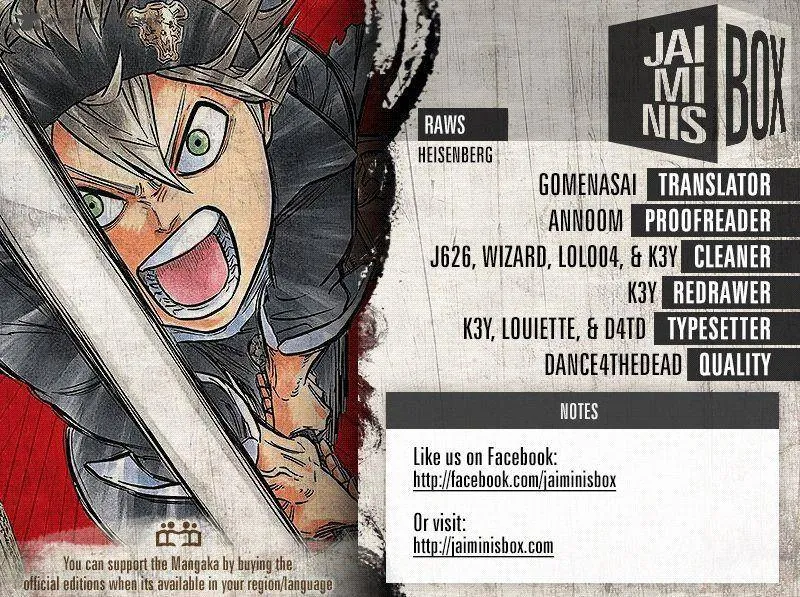 JAI
MI
NIS
BOX
RAWS
HEISENBERG
GOMENASAI TRANSLATOR
ANNOOM PROOFREADER
J626, WIZARD, LOLO04, & K3Y CLEANER
K3Y REDRAWER
K3Y, LOUIETTE, & D4TD TYPESETTER
DANCE4THEDEAD QUALITY
NOTES
Like us on Facebook:
http://facebook.com/jaiminisbox
Or visit:
http://jaiminisbox.com
You can support the Mangaka by buying the
official editions when its available in your region/language